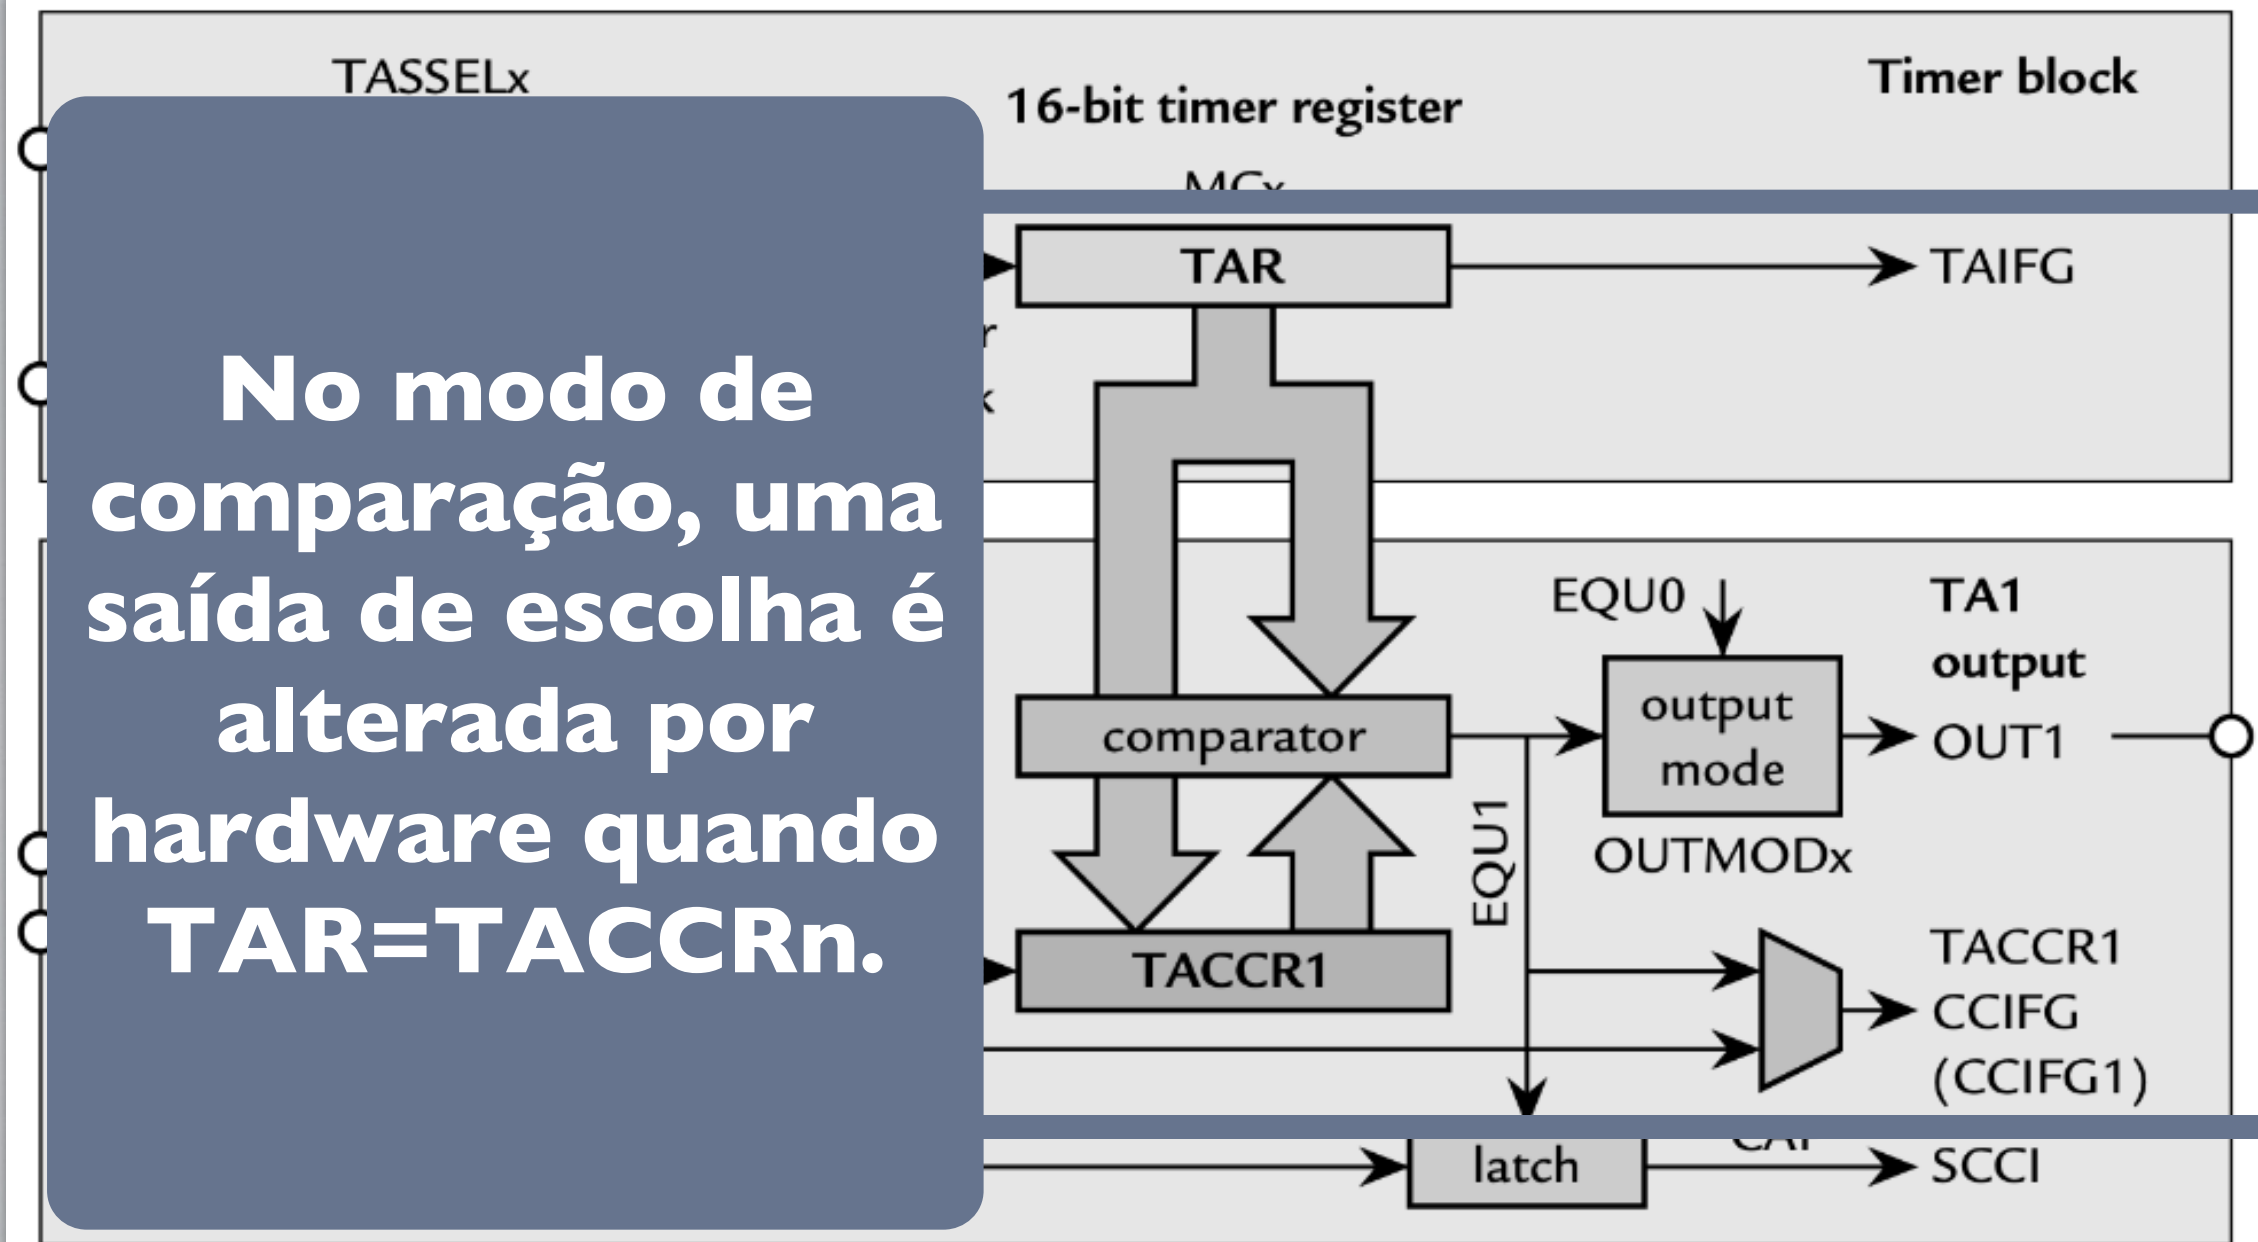 TASSELx
16-bit timer register
Timer block
MCx
TAR
TAIFG
No modo de
comparação, uma
saída de escolha é
alterada por
hardware quando
TAR=TACCRn.
EQU0
TA1
output
output
mode
OUT1
comparator
EQU1
OUTMODx
TACCR1
TACCR1
CCIFG
(CCIFG1)
latch
SCCI